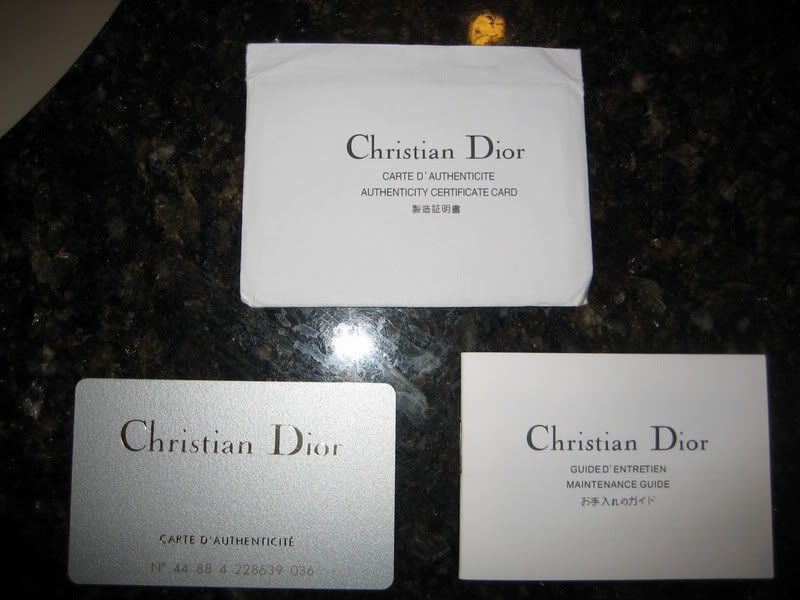 Christian Dior
CARTE D'AUTHENTICITE
AUTHENTICITY CERTIFICATE CARD
製造証明書
Christian Dior
CARTE D'AUTHENTICITÉ
Nº 44 88 4 228639 036
Christian Dior
GUIDE D'ENTRETIEN
MAINTENANCE GUIDE
お手入れのガイド